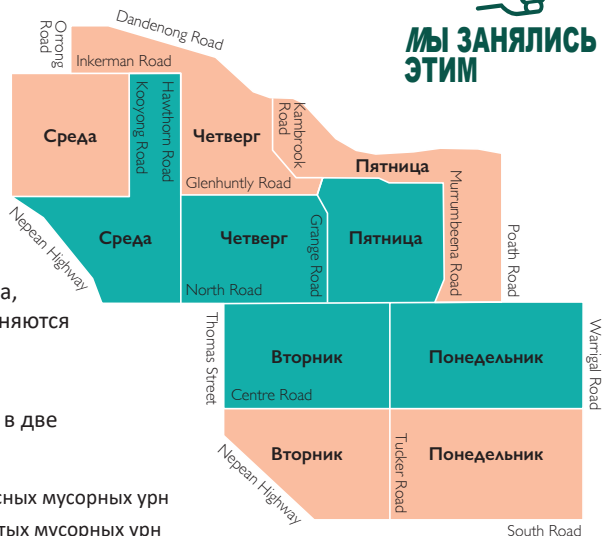 МЫ ЗАНЯЛИСЬ
ЭТИМ
Dandenong Road
Orrong
Road
Inkerman Road
Среда
Kooyong Road
Hawthorn Road
Четверг
Kambrook
Road
Пятница
Glenhuntly Road
Murrumbeena Road
Nepean Highway
Среда
Четверг
Grange Road
Пятница
Poath Road
North Road
а,
няются
Thomas Street
Вторник
Понедельник
Warrigal Road
Centre Road
в две
Nepean Highway
Вторник
Tucker Road
Понедельник
сных мусорных урн
тых мусорных урн
South Road